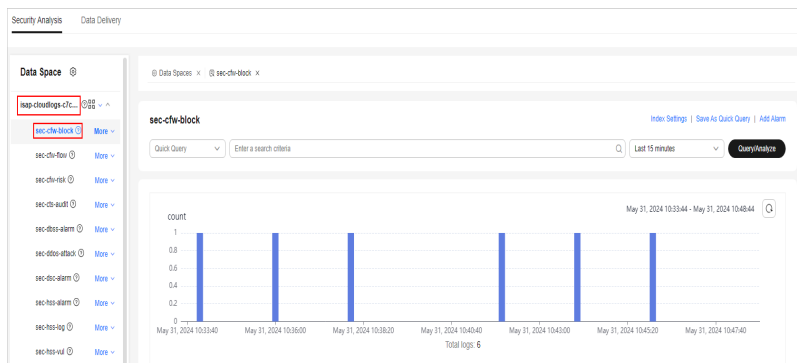 Security Analysis Data Delivery
Data Space
isap-cloudlogs-c7c...
sec-cfw-block More
sec-cfw-flow More
sec-cfw-risk More
sec-cts-audit More
sec-dbss-alarm More
sec-ddos-attack More
sec-dsc-alarm More
sec-hss-alarm More
sec-hss-log More
sec-hss-vul More
Data Spaces × sec-cfw-block ×
sec-cfw-block
Index Settings | Save As Quick Query | Add Alarm
Quick Query Enter a search criteria Last 15 minutes Query/Analyze
May 31, 2024 10:33:44 - May 31, 2024 10:48:44
count
1
0.8
0.6
0.4
0.2
0
May 31, 2024 10:33:40 May 31, 2024 10:36:00 May 31, 2024 10:38:20 May 31, 2024 10:40:40 May 31, 2024 10:43:00 May 31, 2024 10:45:20 May 31, 2024 10:47:40
Total logs: 6